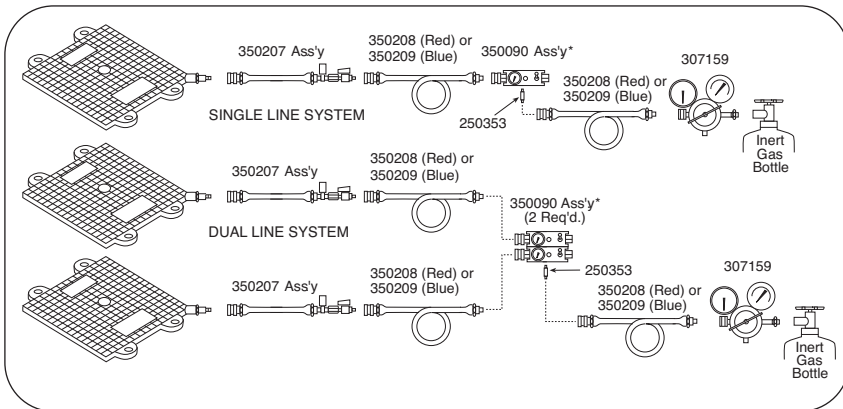 350207 Ass'y
350208 (Red) or
350209 (Blue)
350090 Ass'y*
350208 (Red) or
350209 (Blue)
307159
250353
SINGLE LINE SYSTEM
Inert
Gas
Bottle
350207 Ass'y
350208 (Red) or
350209 (Blue)
350090 Ass'y*
(2 Req'd.)
DUAL LINE SYSTEM
350207 Ass'y
350208 (Red) or
350209 (Blue)
250353
350208 (Red) or
350209 (Blue)
307159
Inert
Gas
Bottle